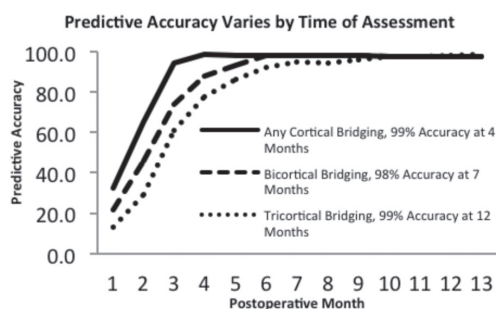 Predictive Accuracy Varies by Time of Assessment
Predictive Accuracy
100.0
80.0
60.0
40.0
20.0
0.0
Any Cortical Bridging, 99% Accuracy at 4
Months
Bicortical Bridging, 98% Accuracy at 7
Months
Tricortical Bridging, 99% Accuracy at 12
Months
1 2 3 4 5 6 7 8 9 10 11 12 13
Postoperative Month